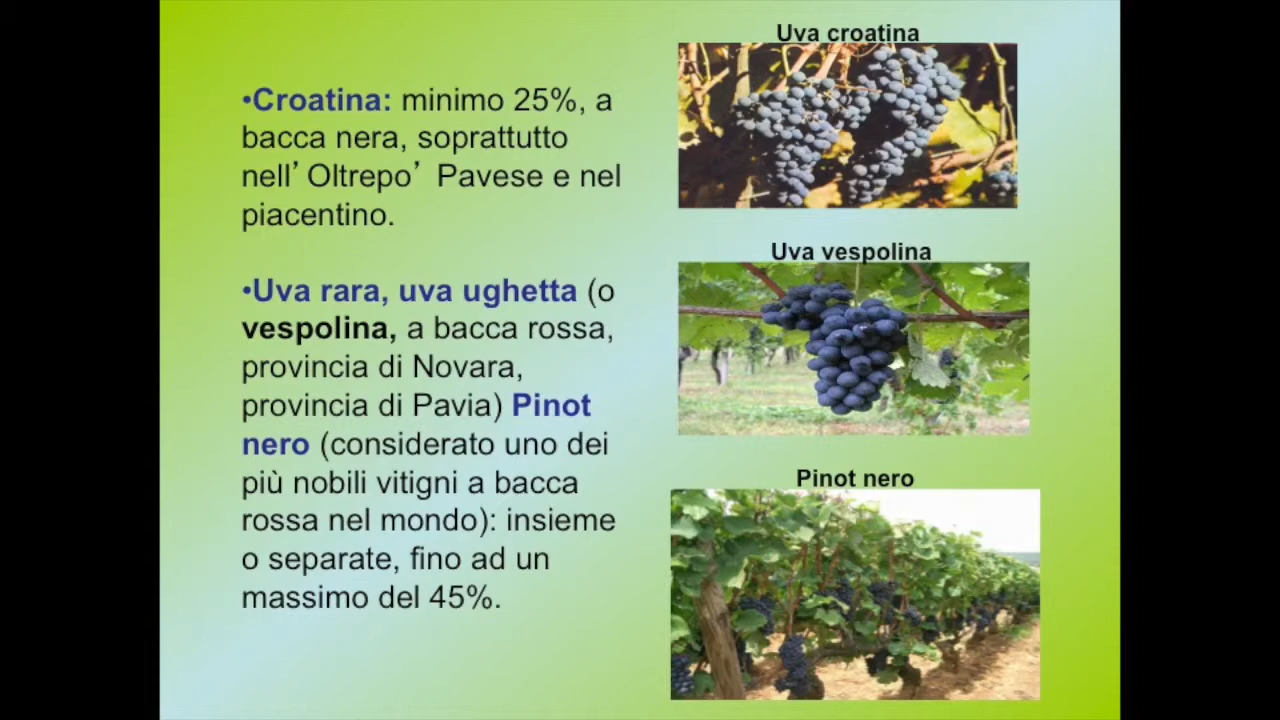 •Croatina: minimo 25%, a
bacca nera, soprattutto
nell’Oltrepo’ Pavese e nel
piacentino.
•Uva rara, uva ughetta (o
vespolina, a bacca rossa,
provincia di Novara,
provincia di Pavia) Pinot
nero (considerato uno dei
più nobili vitigni a bacca
rossa nel mondo): insieme
o separate, fino ad un
massimo del 45%.
Uva croatina
Uva vespolina
Pinot nero